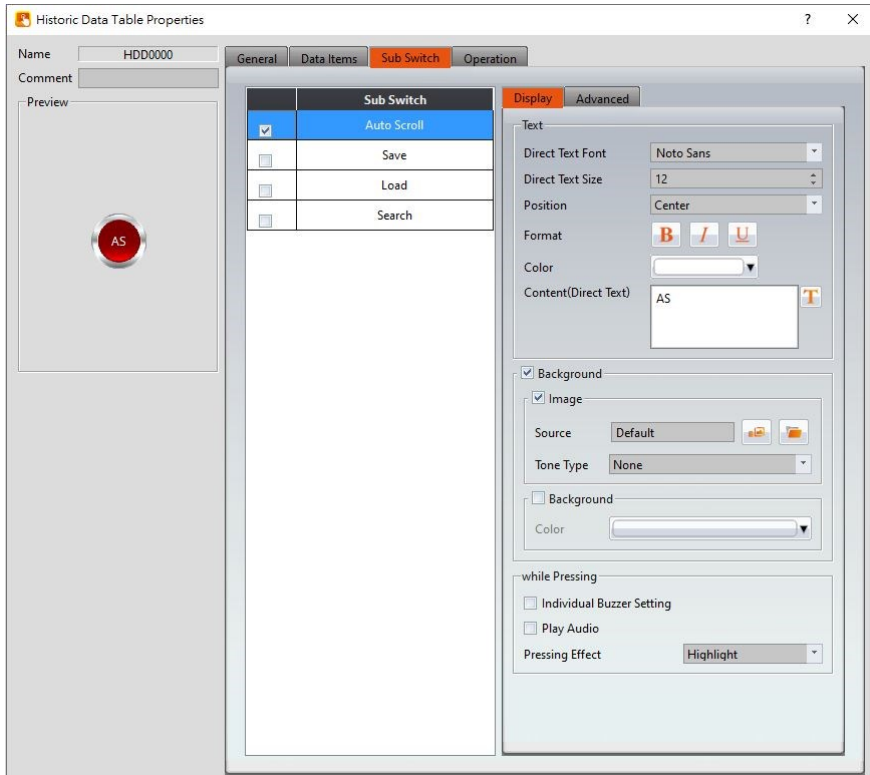 Historic Data Table Properties
? X
Name HDD0000
Comment
Preview
AS
General Data Items Sub Switch Operation
Sub Switch
Auto Scroll
Save
Load
Search
Display Advanced
Text
Direct Text Font Noto Sans
Direct Text Size 12
Position Center
Format B I U
Color
Content(Direct Text) AS T
Background
Image
Source Default
Tone Type None
Background
Color
while Pressing
Individual Buzzer Setting
Play Audio
Pressing Effect Highlight